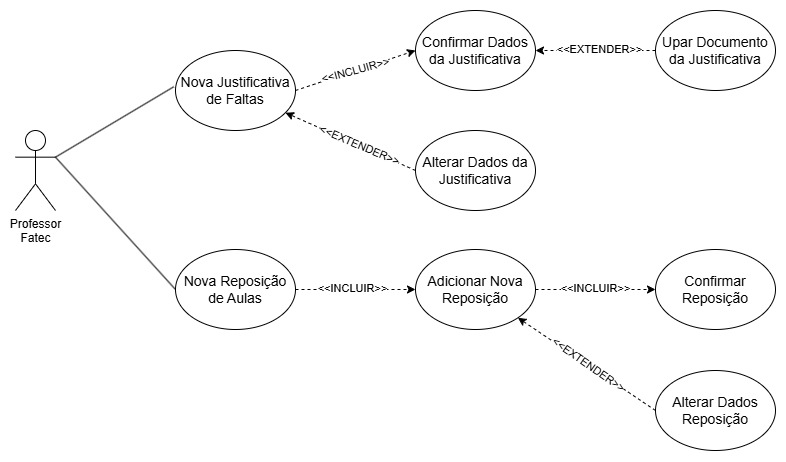 Confirmar Dados
da Justificativa
<<EXTENDER>>
Upar Documento
da Justificativa
<<INCLUIR>>
Nova Justificativa
de Faltas
<<EXTENDER>>
Alterar Dados da
Justificativa
Professor
Fatec
Nova Reposição
de Aulas
<<INCLUIR>>
Adicionar Nova
Reposição
<<INCLUIR>>
Confirmar
Reposição
<<EXTENDER>>
Alterar Dados
Reposição